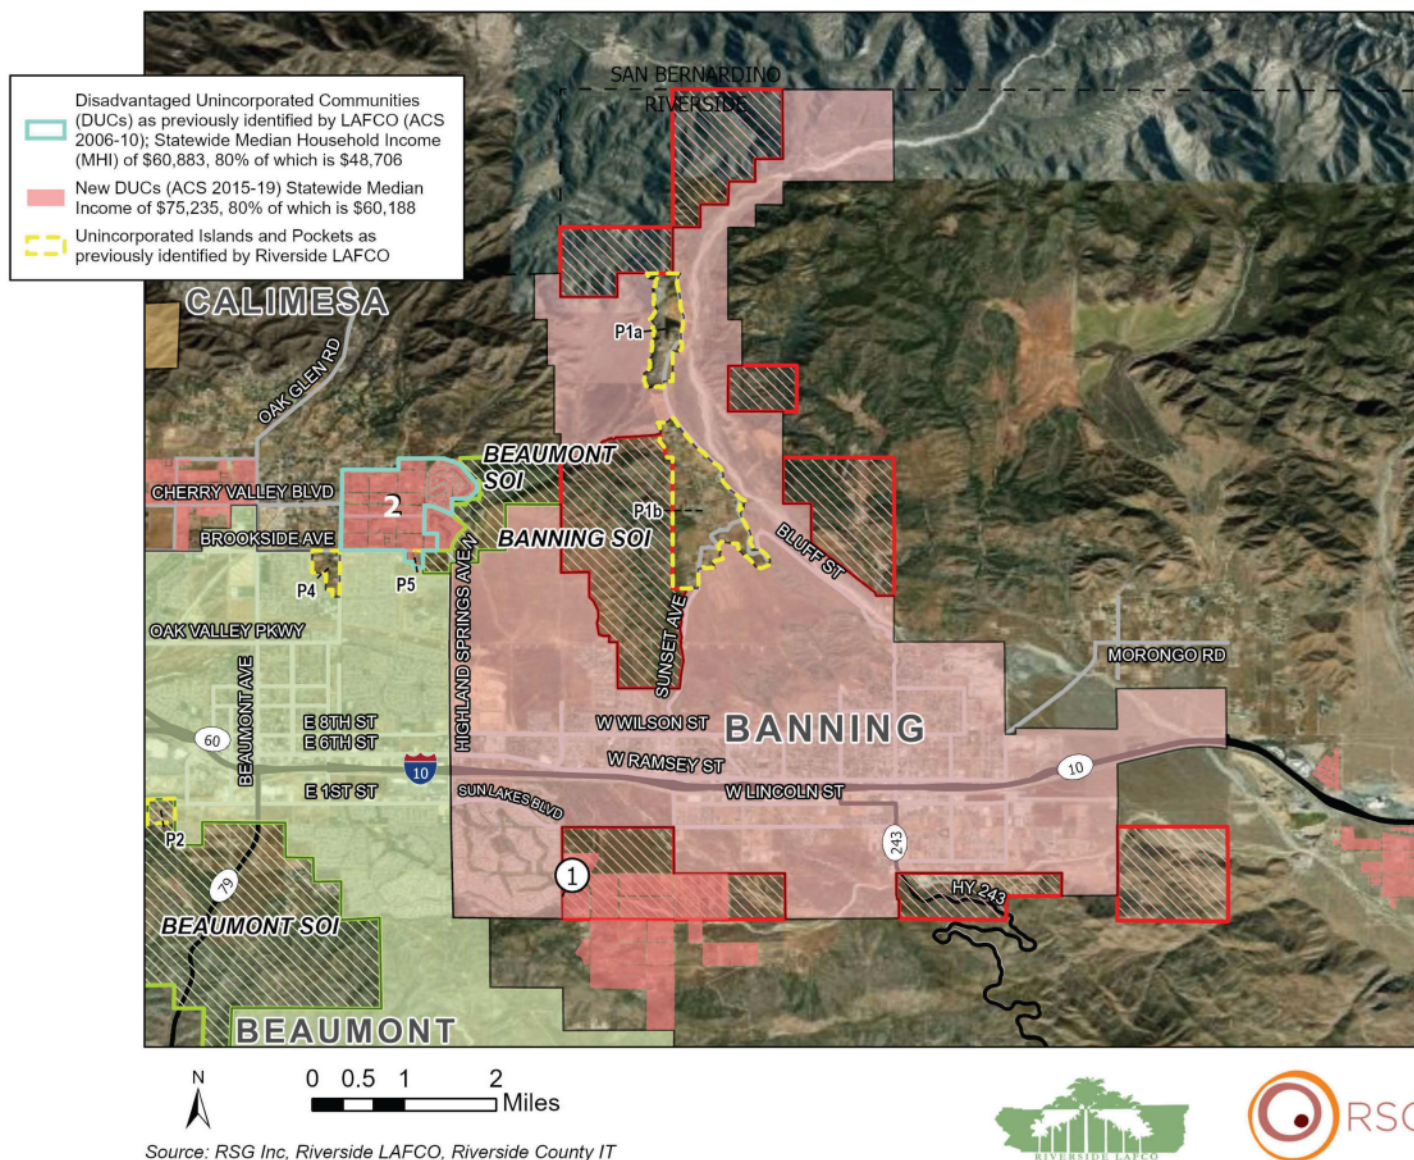 SAN BERNARDINO
RIVERSIDE
Disadvantaged Unincorporated Communities
(DUCs) as previously identified by LAFCO (ACS
2006-10); Statewide Median Household Income
(MHI) of $60,883, 80% of which is $48,706
New DUCs (ACS 2015-19) Statewide Median
Income of $75,235, 80% of which is $60,188
Unincorporated Islands and Pockets as
previously identified by Riverside LAFCO
CALIMESA
P1a
OAK GLEN RD
BEAUMONT
SOI
CHERRY VALLEY BLVD
2
P1b
BROOKSIDE AVE
BANNING SOI
BLUFF ST
P4
P5
HIGHLAND SPRINGS AVE N
OAK VALLEY PKWY
SUNSET AVE
MORONGO RD
BEAUMONT AVE
E 8TH ST
W WILSON ST
BANNING
60
E 6TH ST
W RAMSEY ST
10
10
E 1ST ST
SUN LAKES BLVD
W LINCOLN ST
P2
243
1
79
HY 243
BEAUMONT SOI
BEAUMONT
N
0 0.5 1 2
Miles
Source: RSG Inc, Riverside LAFCO, Riverside County IT
RIVERSIDE LAFCO
RSG